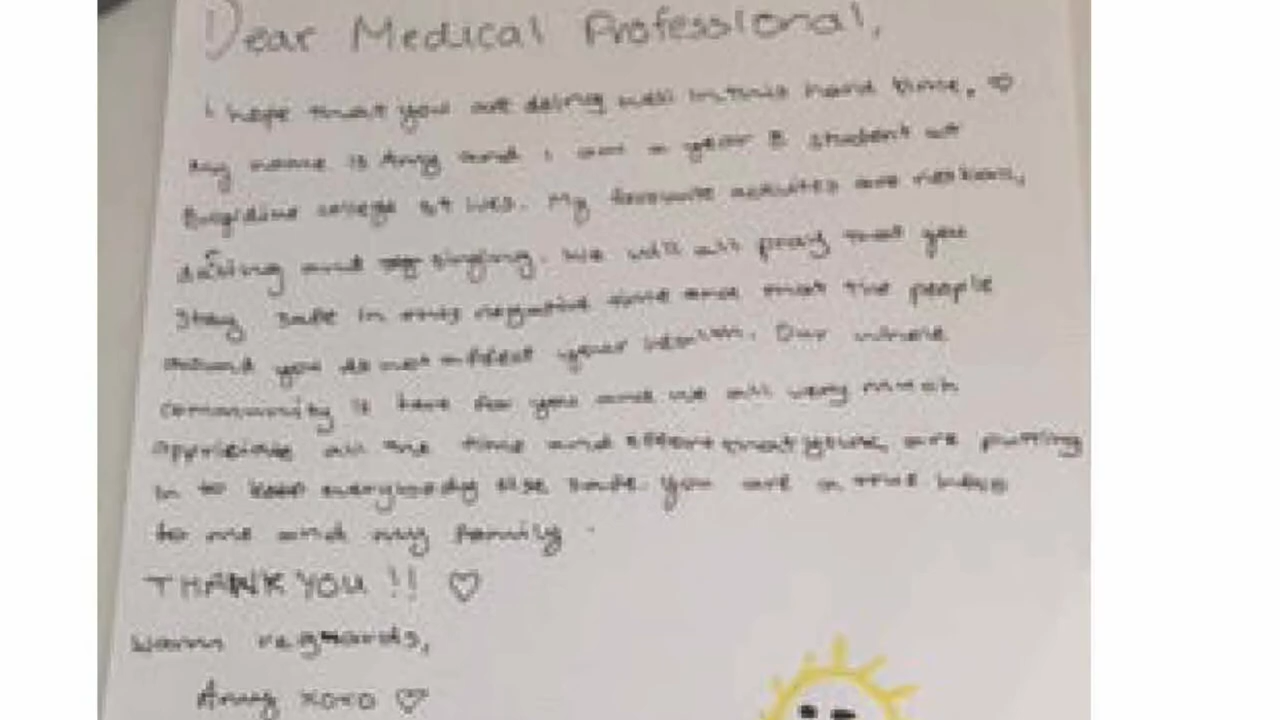 Dear Medical Professional,
I hope that you are doing well in this hard time. ♡
My name is Amy and I am a year 8 student at
Brigidine college St Ives. My favourite activites are netball,
dancing and singing. We will all pray that you
stay safe in this negative time and that the people
around you do not affect your health. Our whole
community is here for you and we all very much
appriciate all the time and effort that you are putting
in to keep everybody else safe. You are a true hero
to me and my family.
THANK YOU !! ♡
Warm regards,
Amy xoxo ♡